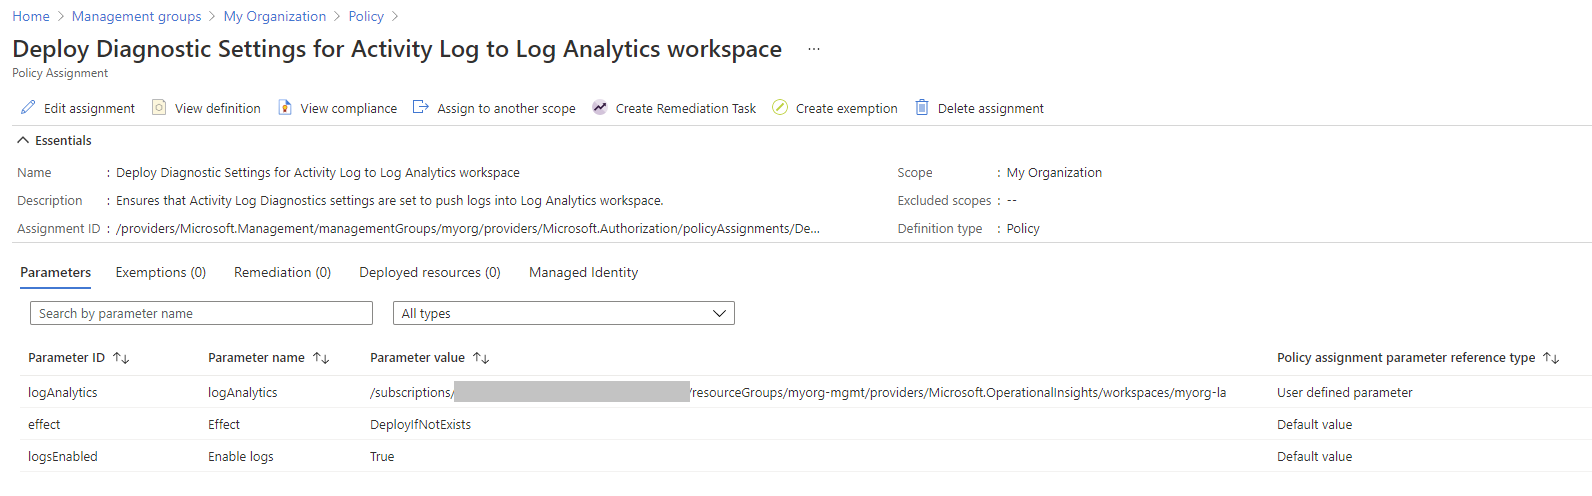 Home > Management groups > My Organization > Policy >
Deploy Diagnostic Settings for Activity Log to Log Analytics workspace ...
Policy Assignment
Edit assignment View definition View compliance Assign to another scope Create Remediation Task Create exemption Delete assignment
Essentials
Name : Deploy Diagnostic Settings for Activity Log to Log Analytics workspace Scope : My Organization
Description : Ensures that Activity Log Diagnostics settings are set to push logs into Log Analytics workspace. Excluded scopes : --
Assignment ID : /providers/Microsoft.Management/managementGroups/myorg/providers/Microsoft.Authorization/policyAssignments/De... Definition type : Policy
Parameters Exemptions (0) Remediation (0) Deployed resources (0) Managed Identity
Search by parameter name All types
Parameter ID ↑↓ Parameter name ↑↓ Parameter value ↑↓ Policy assignment parameter reference type ↑↓
logAnalytics logAnalytics /subscriptions/ /resourceGroups/myorg-mgmt/providers/Microsoft.OperationalInsights/workspaces/myorg-la User defined parameter
effect Effect DeployIfNotExists Default value
logsEnabled Enable logs True Default value